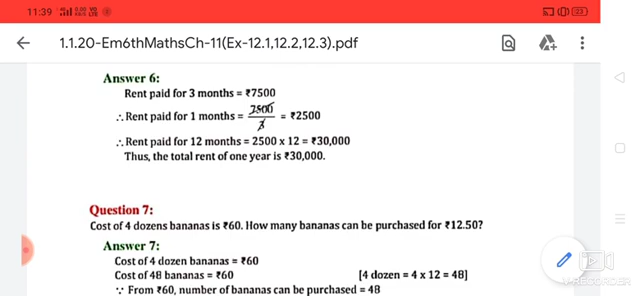 11:39
1.1.20-Em6thMathsCh-11(Ex-12.1,12.2,12.3).pdf
Answer 6:
Rent paid for 3 months = ₹7500
∴ Rent paid for 1 months = 7500/3 = ₹2500
∴ Rent paid for 12 months = 2500 x 12 = ₹30,000
Thus, the total rent of one year is ₹30,000.
Question 7:
Cost of 4 dozens bananas is ₹60. How many bananas can be purchased for ₹12.50?
Answer 7:
Cost of 4 dozen bananas = ₹60
Cost of 48 bananas = ₹60 [4 dozen = 4 x 12 = 48]
∵ From ₹60, number of bananas can be purchased = 48
V RECORDER